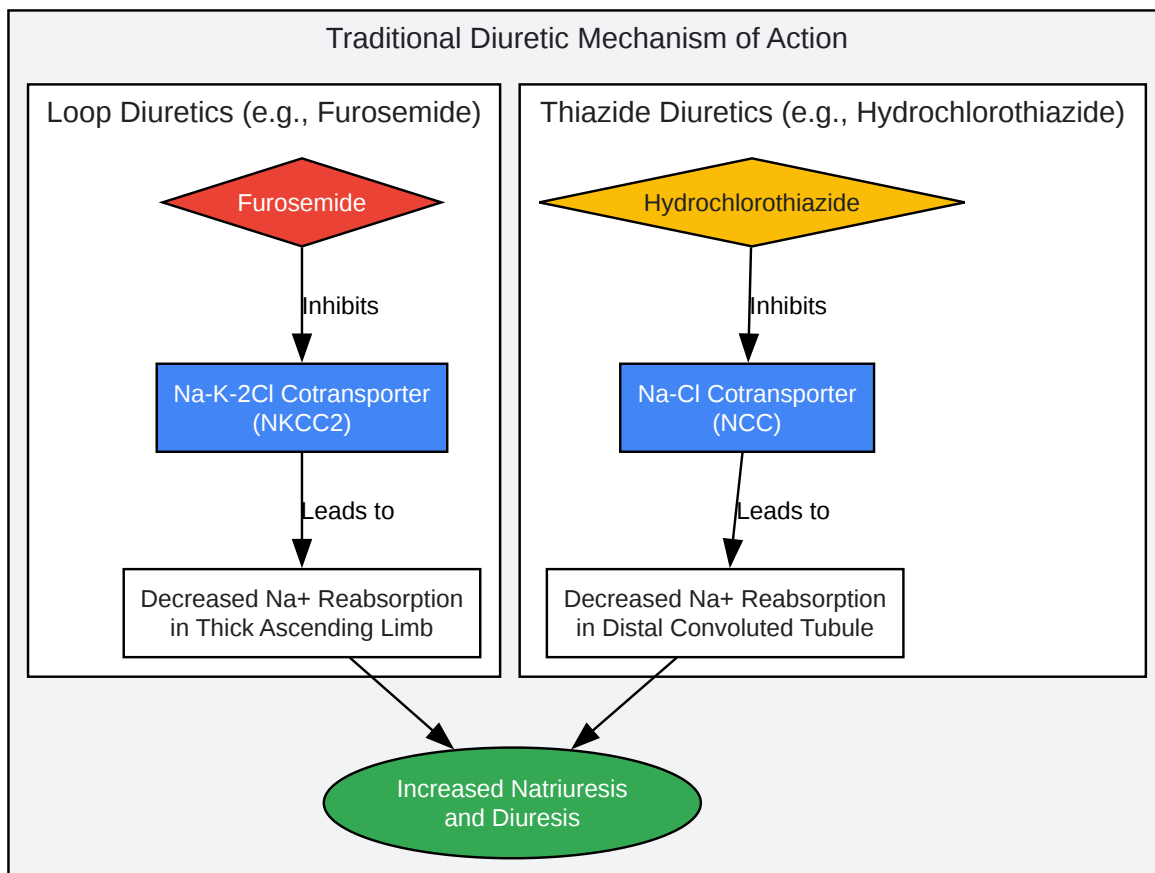 Traditional Diuretic Mechanism of Action
Loop Diuretics (e.g., Furosemide)
Furosemide
Inhibits
Na-K-2Cl Cotransporter
(NKCC2)
Leads to
Decreased Na+ Reabsorption
in Thick Ascending Limb
Thiazide Diuretics (e.g., Hydrochlorothiazide)
Hydrochlorothiazide
Inhibits
Na-Cl Cotransporter
(NCC)
Leads to
Decreased Na+ Reabsorption
in Distal Convoluted Tubule
Increased Natriuresis
and Diuresis